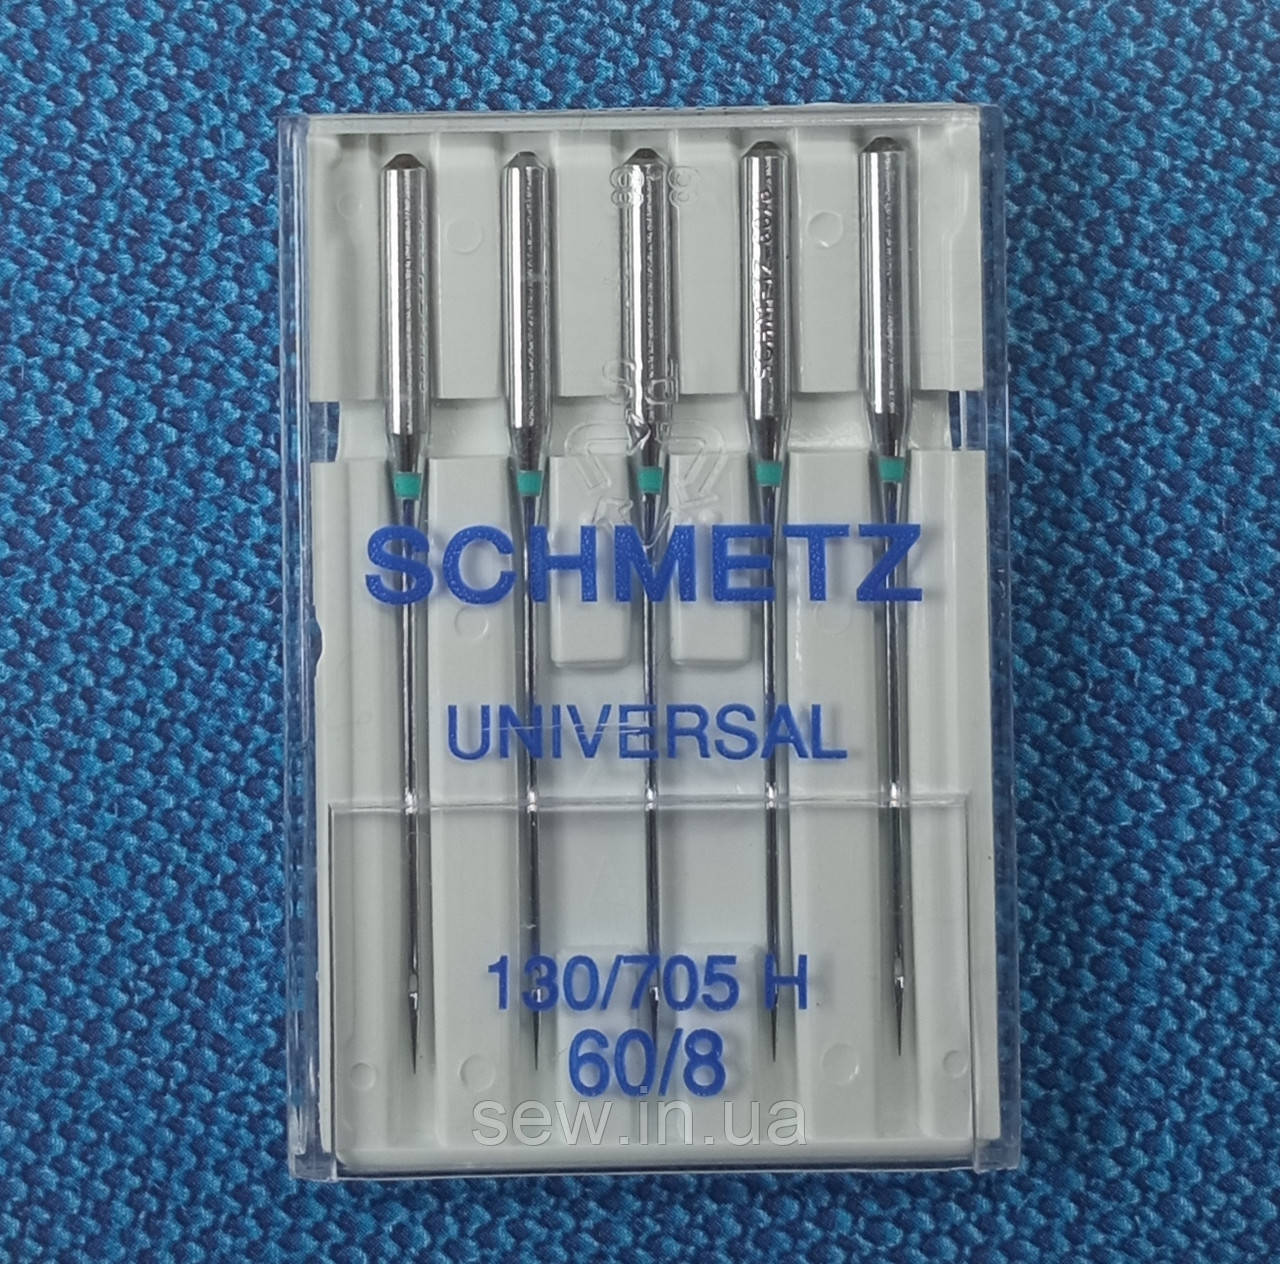 SCHMETZ
UNIVERSAL
130/705 H
60/8
sew.in.ua